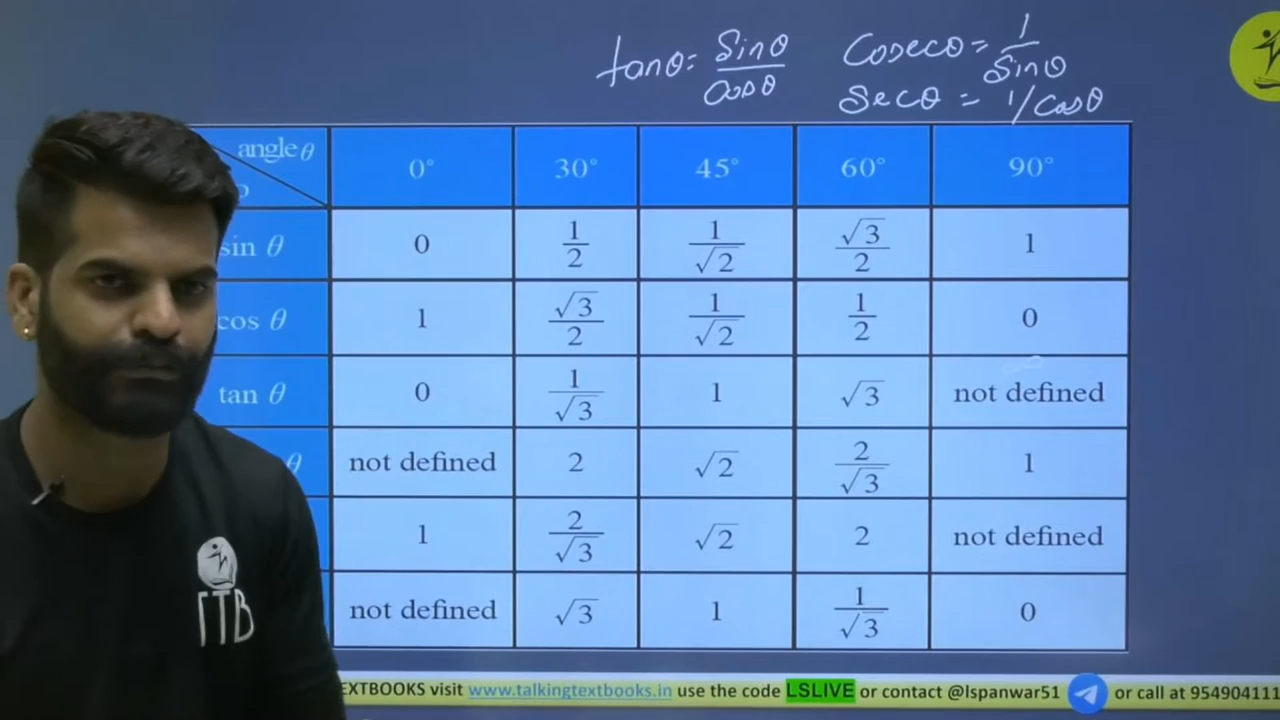 tanθ = sinθ/cosθ cosecθ = 1/sinθ
secθ = 1/cosθ
angle θ 0° 30° 45° 60° 90°
sin θ 0 1/2 1/√2 √3/2 1
cos θ 1 √3/2 1/√2 1/2 0
∞
tan θ 0 1/√3 1 √3 not defined
θ not defined 2 √2 2/√3 1
1 2/√3 √2 2 not defined
not defined √3 1 1/√3 0
ITB
EXTBOOKS visit www.talkingtextbooks.in use the code LSLIVE or contact @lspanwar51 or call at 954904111